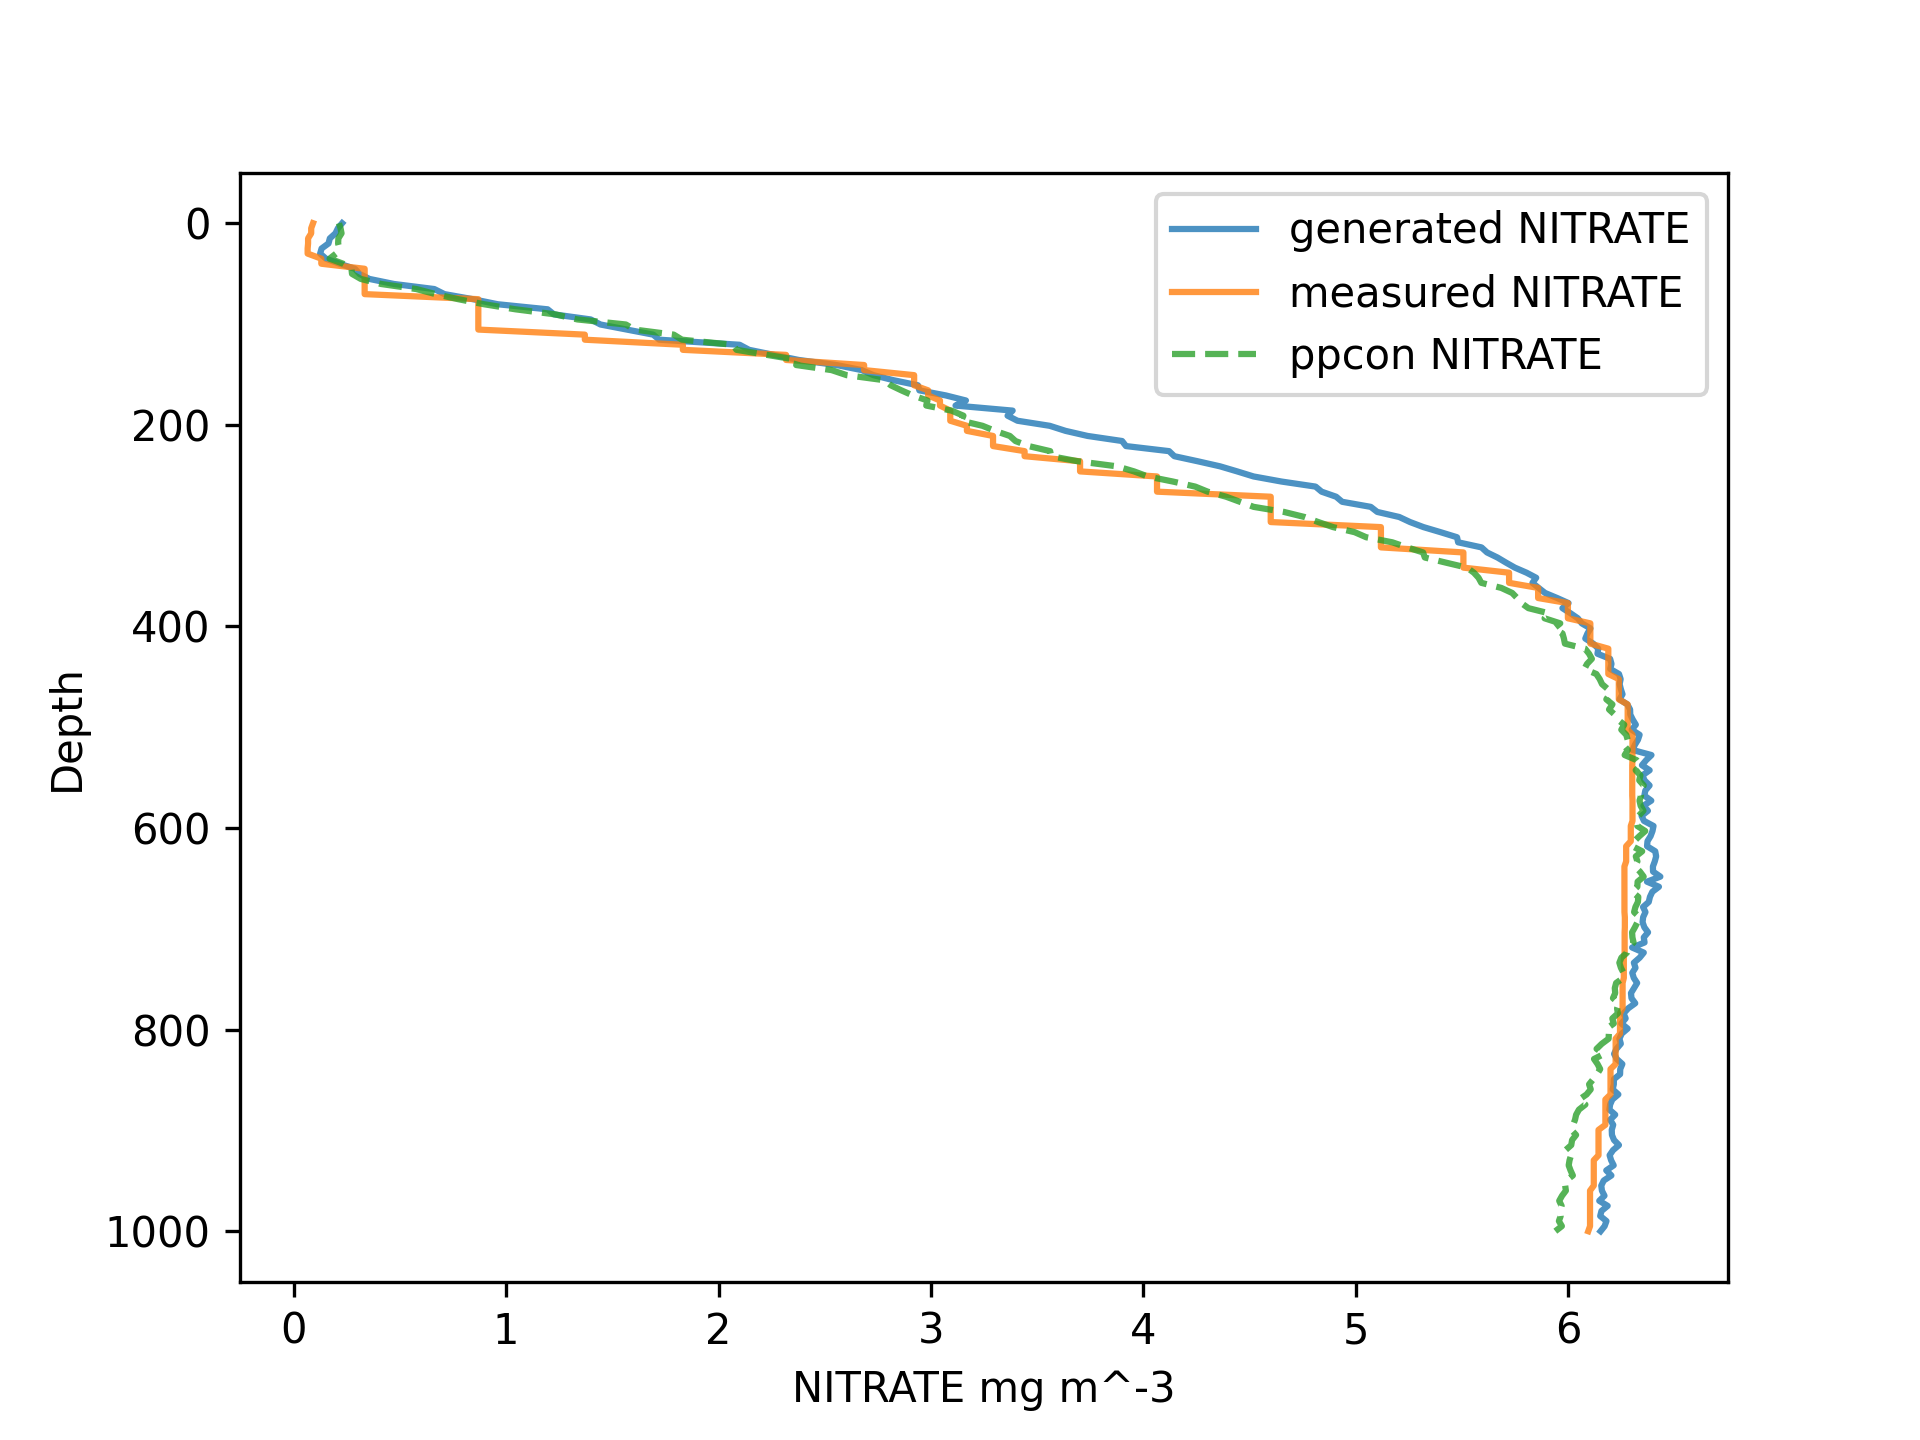 generated NITRATE
measured NITRATE
ppcon NITRATE
0
200
400
600
800
1000
Depth
0 1 2 3 4 5 6
NITRATE mg m^-3